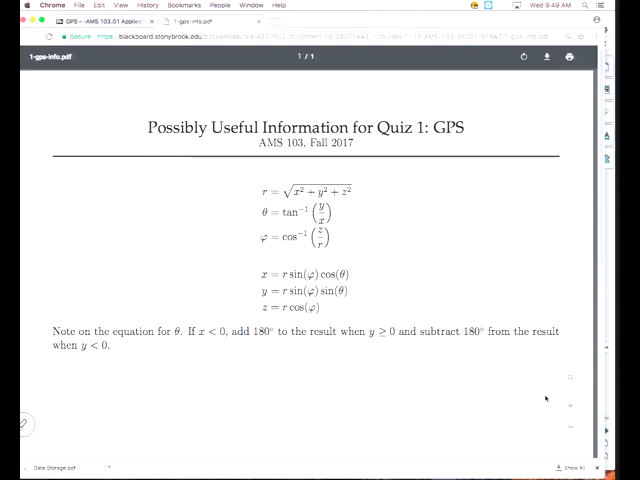 Chrome File Edit View History Bookmarks People Window Help Wed 9:49 AM
GPS – AMS 103.01 Applied 1-gps-info.pdf
Secure blackboard.stonybrook.edu
1-gps-info.pdf 1 / 1
Possibly Useful Information for Quiz 1: GPS
AMS 103, Fall 2017
r = √(x² + y² + z²)
θ = tan⁻¹ (y/x)
φ = cos⁻¹ (z/r)
x = r sin(φ) cos(θ)
y = r sin(φ) sin(θ)
z = r cos(φ)
Note on the equation for θ. If x < 0, add 180° to the result when y ≥ 0 and subtract 180° from the result
when y < 0.
Data Storage.pdf Show All